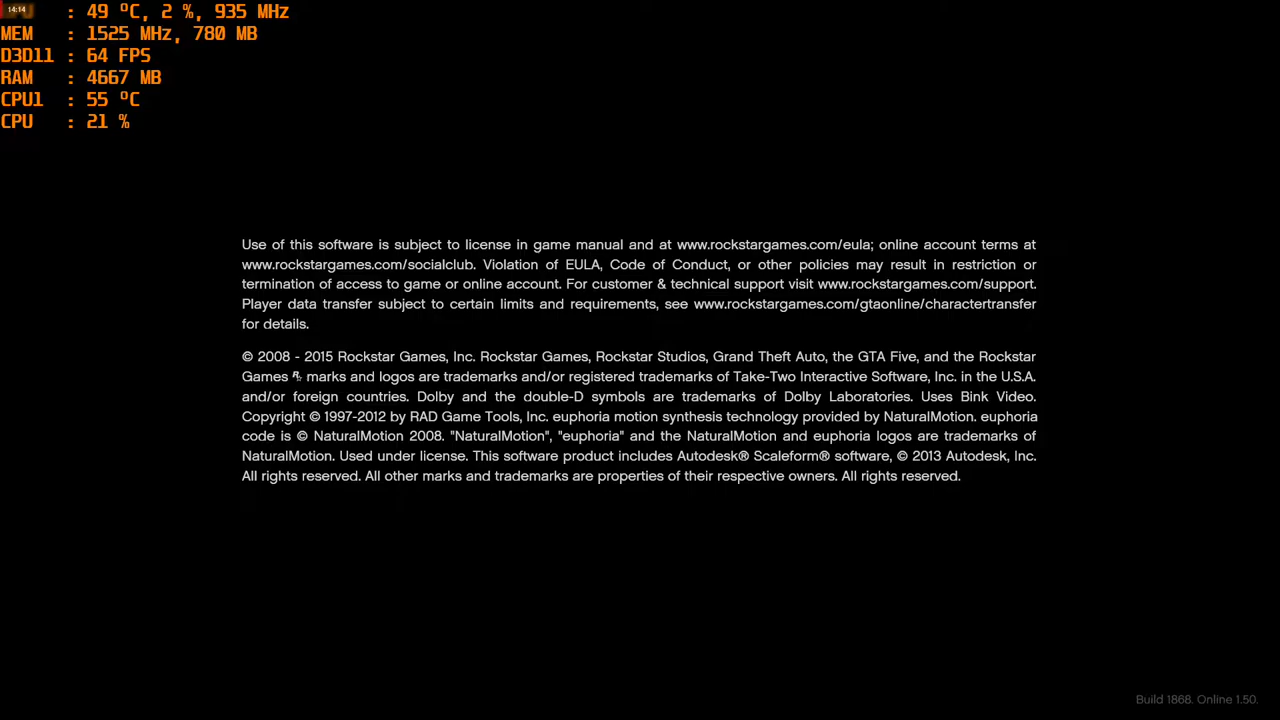 14:14
: 49 ºC, 2 %, 935 MHz
MEM : 1525 MHz, 780 MB
D3D11 : 64 FPS
RAM : 4667 MB
CPU1 : 55 ºC
CPU : 21 %
Use of this software is subject to license in game manual and at www.rockstargames.com/eula; online account terms at
www.rockstargames.com/socialclub. Violation of EULA, Code of Conduct, or other policies may result in restriction or
termination of access to game or online account. For customer & technical support visit www.rockstargames.com/support.
Player data transfer subject to certain limits and requirements, see www.rockstargames.com/gtaonline/charactertransfer
for details.
© 2008 - 2015 Rockstar Games, Inc. Rockstar Games, Rockstar Studios, Grand Theft Auto, the GTA Five, and the Rockstar
Games R* marks and logos are trademarks and/or registered trademarks of Take-Two Interactive Software, Inc. in the U.S.A.
and/or foreign countries. Dolby and the double-D symbols are trademarks of Dolby Laboratories. Uses Bink Video.
Copyright © 1997-2012 by RAD Game Tools, Inc. euphoria motion synthesis technology provided by NaturalMotion. euphoria
code is © NaturalMotion 2008. "NaturalMotion", "euphoria" and the NaturalMotion and euphoria logos are trademarks of
NaturalMotion. Used under license. This software product includes Autodesk® Scaleform® software, © 2013 Autodesk, Inc.
All rights reserved. All other marks and trademarks are properties of their respective owners. All rights reserved.
Build 1868. Online 1.50.